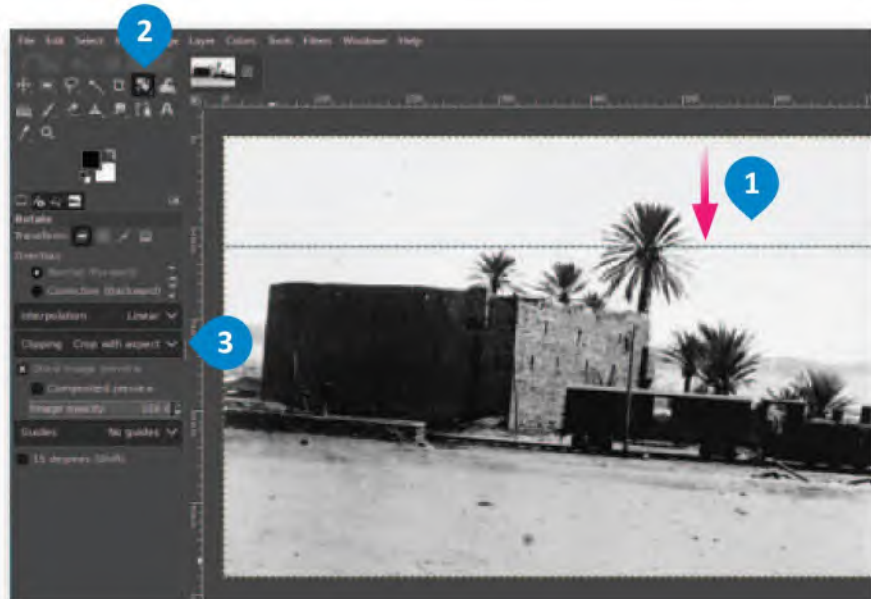 2
File Edit Select Layer Colors Tools Filters Windows Help
1
Rotate
Transform:
Direction
Normal (Forward)
Corrective (Backward)
Interpolation Linear
3
Clipping Crop with aspect
Show image preview
Composited preview
Image opacity
Guides No guides
15 degrees (Shift)